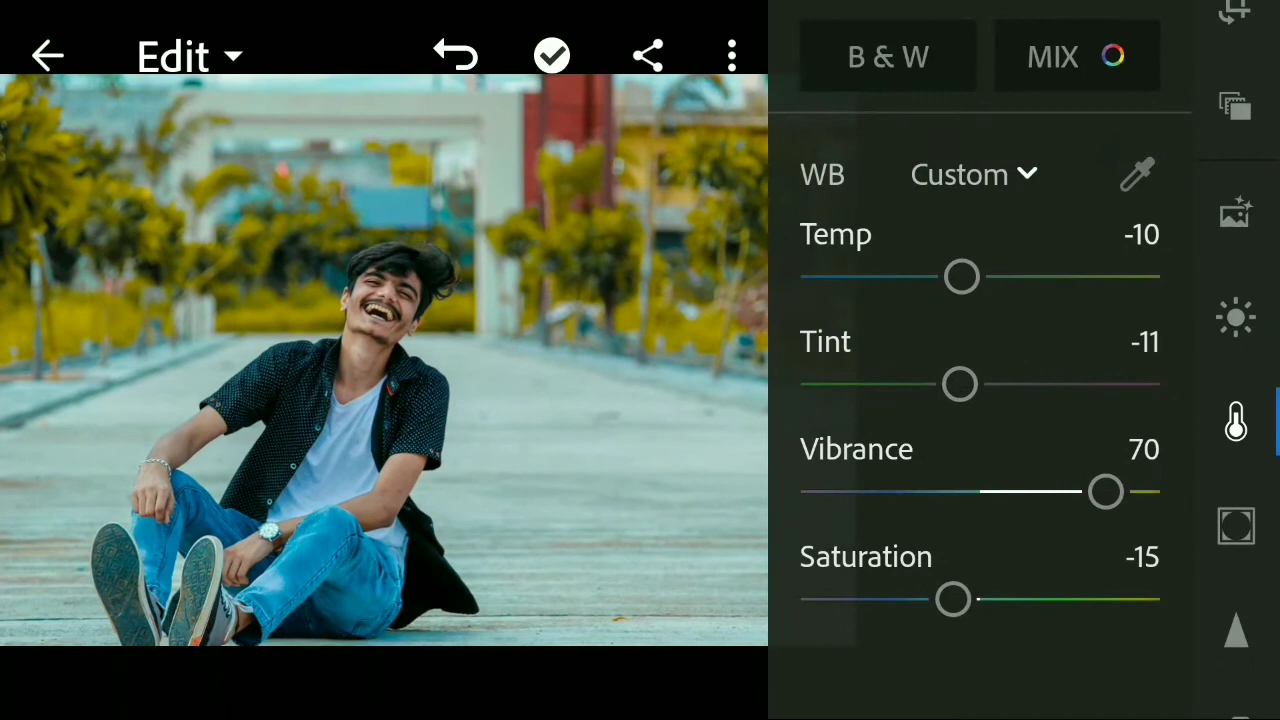 Edit
B & W
MIX
WB
Custom
Temp
-10
Tint
-11
Vibrance
70
Saturation
-15